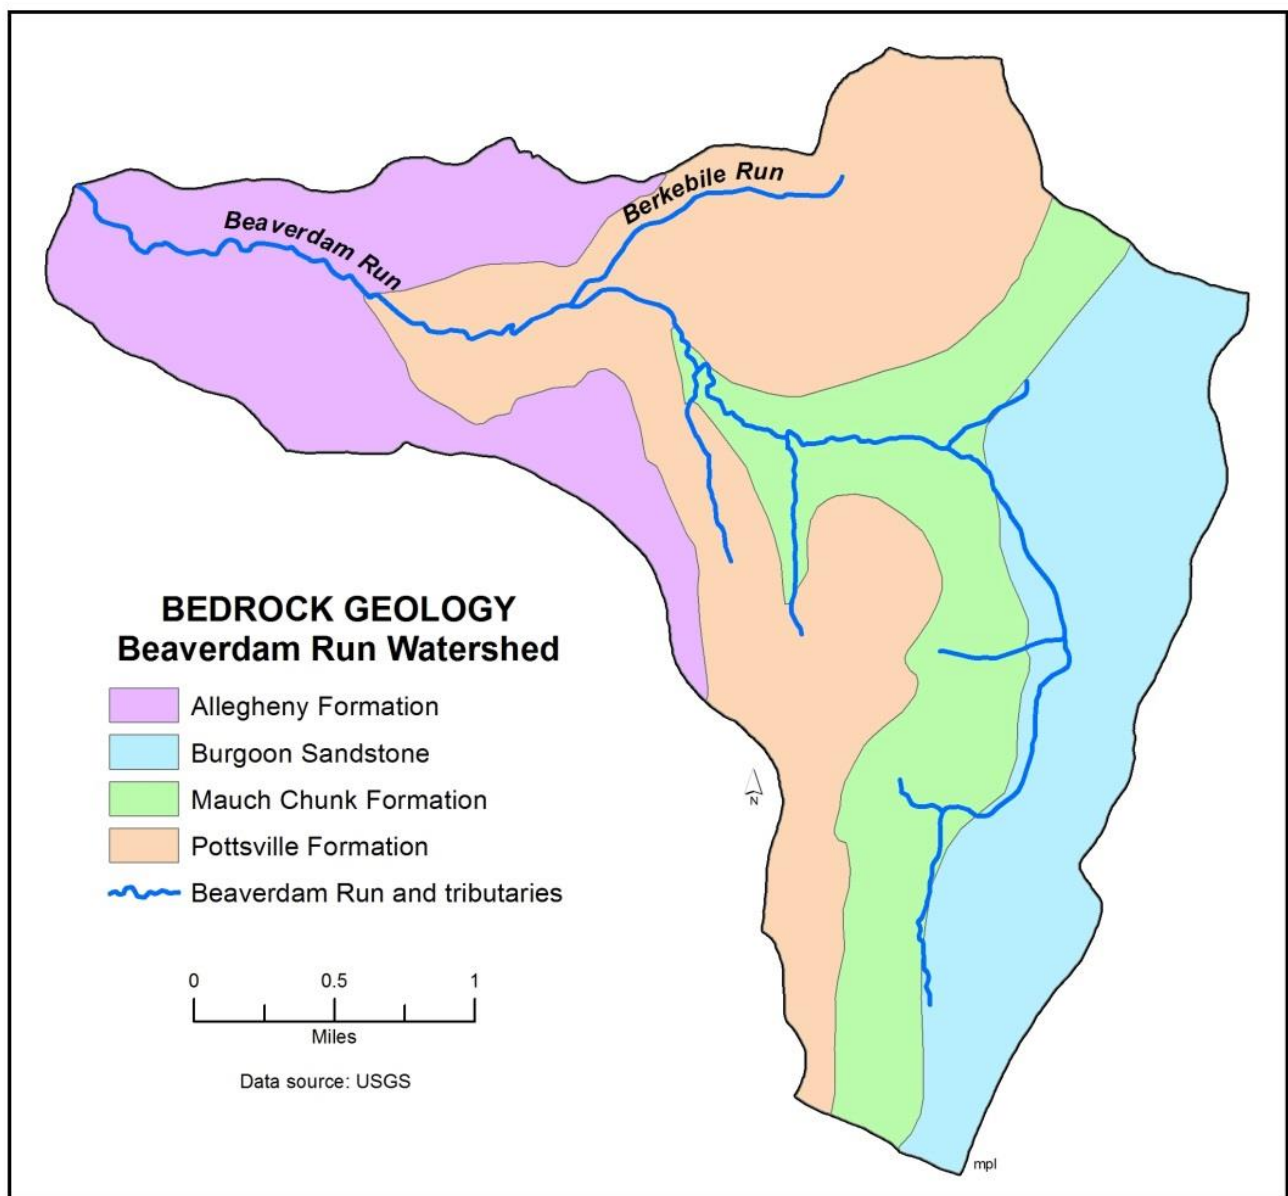 Berkebile Run
Beaverdam Run
BEDROCK GEOLOGY
Beaverdam Run Watershed
Allegheny Formation
Burgoon Sandstone
Mauch Chunk Formation
Pottsville Formation
Beaverdam Run and tributaries
N
0 0.5 1
Miles
Data source: USGS
mpl